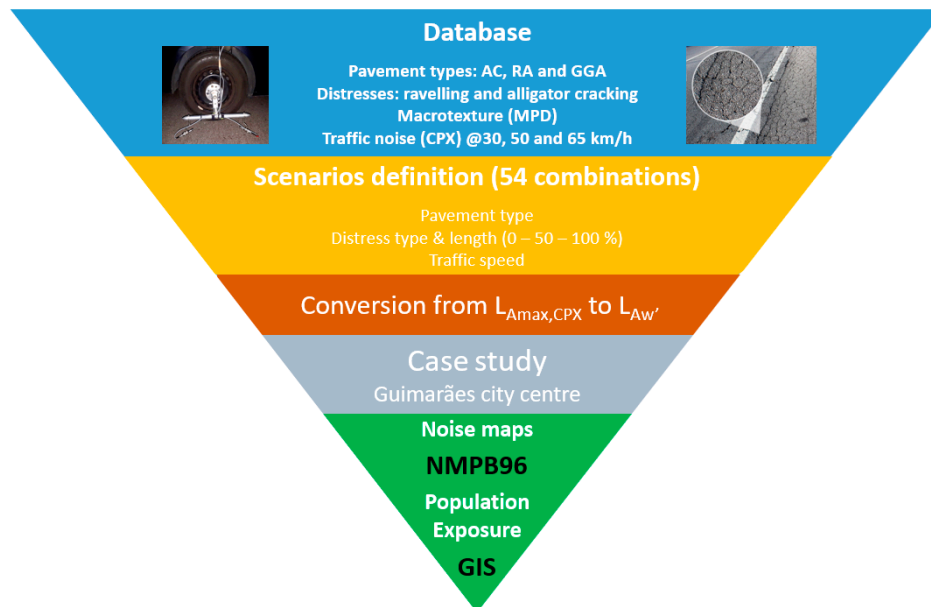 Database
Pavement types: AC, RA and GGA
Distresses: ravelling and alligator cracking
Macrotexture (MPD)
Traffic noise (CPX) @30, 50 and 65 km/h
Scenarios definition (54 combinations)
Pavement type
Distress type & length (0 – 50 – 100 %)
Traffic speed
Conversion from LAmax,CPX to LAw’
Case study
Guimarães city centre
Noise maps
NMPB96
Population
Exposure
GIS